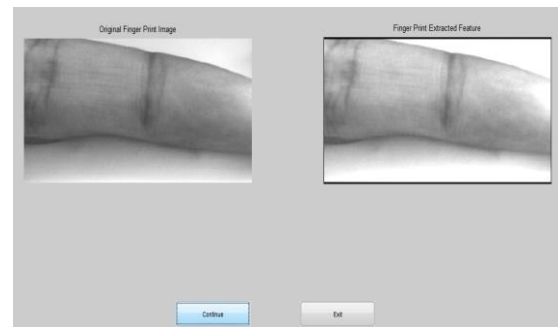 Original Finger Print Image
Finger Print Extracted Feature
Continue
Exit